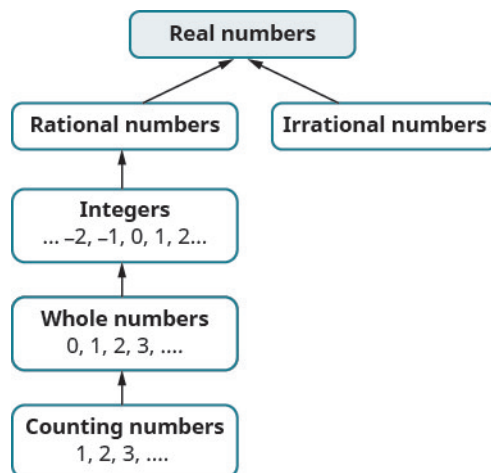 Real numbers
Rational numbers
Irrational numbers
Integers
... –2, –1, 0, 1, 2...
Whole numbers
0, 1, 2, 3, ....
Counting numbers
1, 2, 3, ....